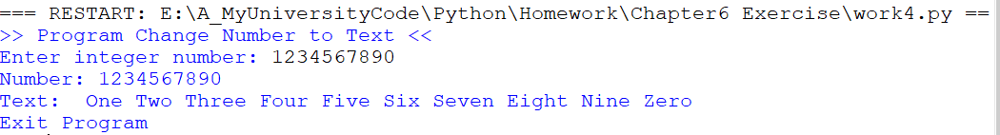 === RESTART: E:\A_MyUniversityCode\Python\Homework\Chapter6 Exercise\work4.py ==
>> Program Change Number to Text <<
Enter integer number: 1234567890
Number: 1234567890
Text:  One Two Three Four Five Six Seven Eight Nine Zero
Exit Program